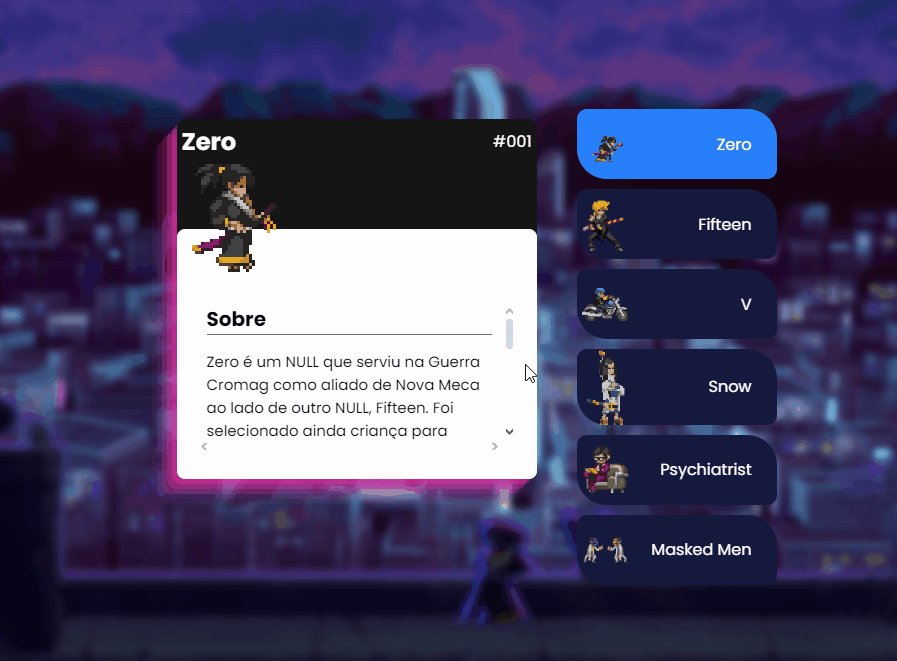 Zero
#001
Sobre
Zero é um NULL que serviu na Guerra
Cromag como aliado de Nova Meca
ao lado de outro NULL, Fifteen. Foi
selecionado ainda criança para
Zero
Fifteen
V
Snow
Psychiatrist
Masked Men